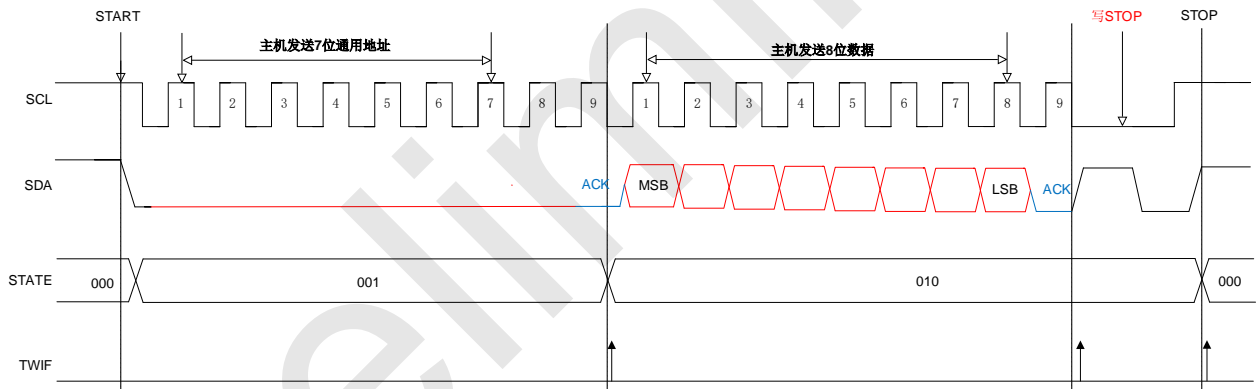 START
写STOP
STOP
主机发送7位通用地址
主机发送8位数据
SCL
1 2 3 4 5 6 7 8 9 1 2 3 4 5 6 7 8 9
SDA
ACK
MSB
LSB
ACK
STATE
000
001
010
000
TWIF